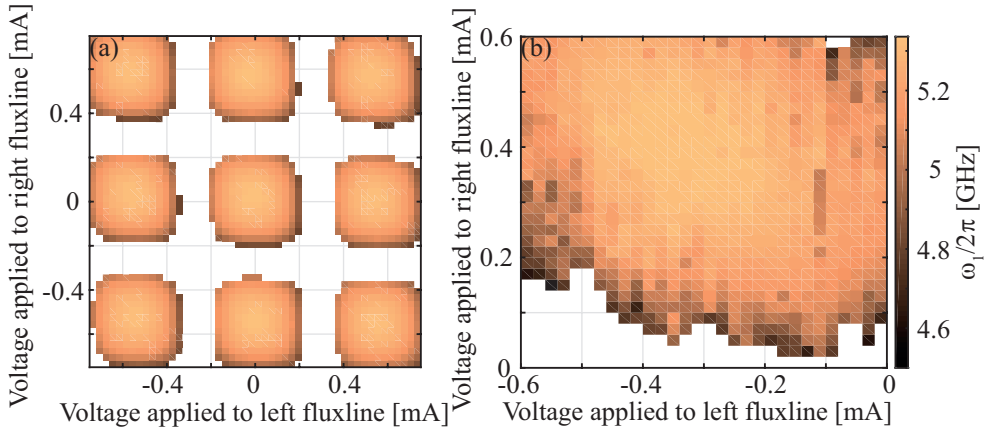 (a)
Voltage applied to right fluxline [mA]
0.4
0
-0.4
-0.4
0
0.4
Voltage applied to left fluxline [mA]
(b)
Voltage applied to right fluxline [mA]
0.6
0.4
0.2
0
-0.6
-0.4
-0.2
0
Voltage applied to left fluxline [mA]
5.2
5
4.8
4.6
ω₁/2π [GHz]